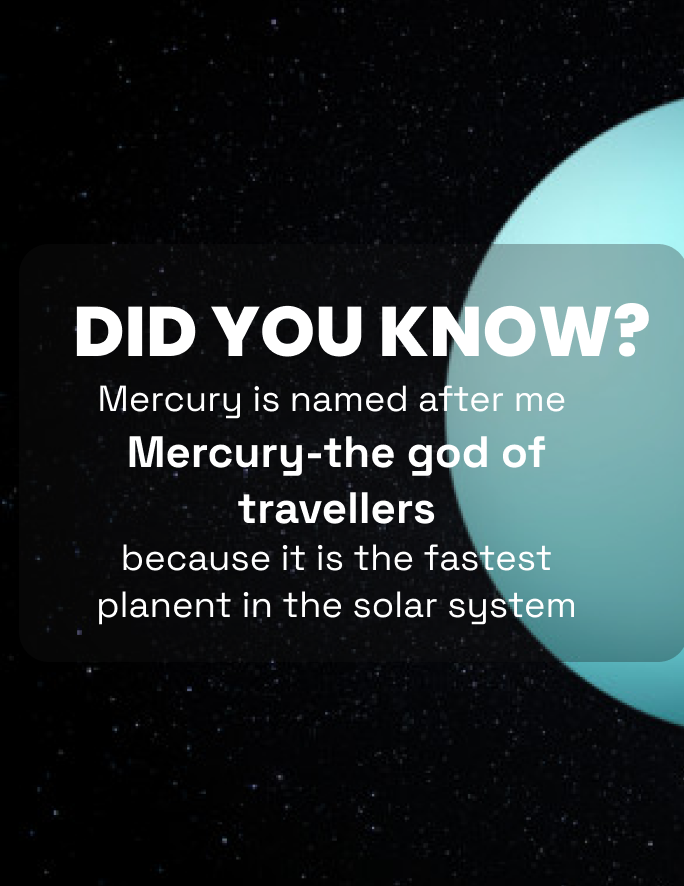 DID YOU KNOW?
Mercury is named after me
Mercury-the god of
travellers
because it is the fastest
planent in the solar system